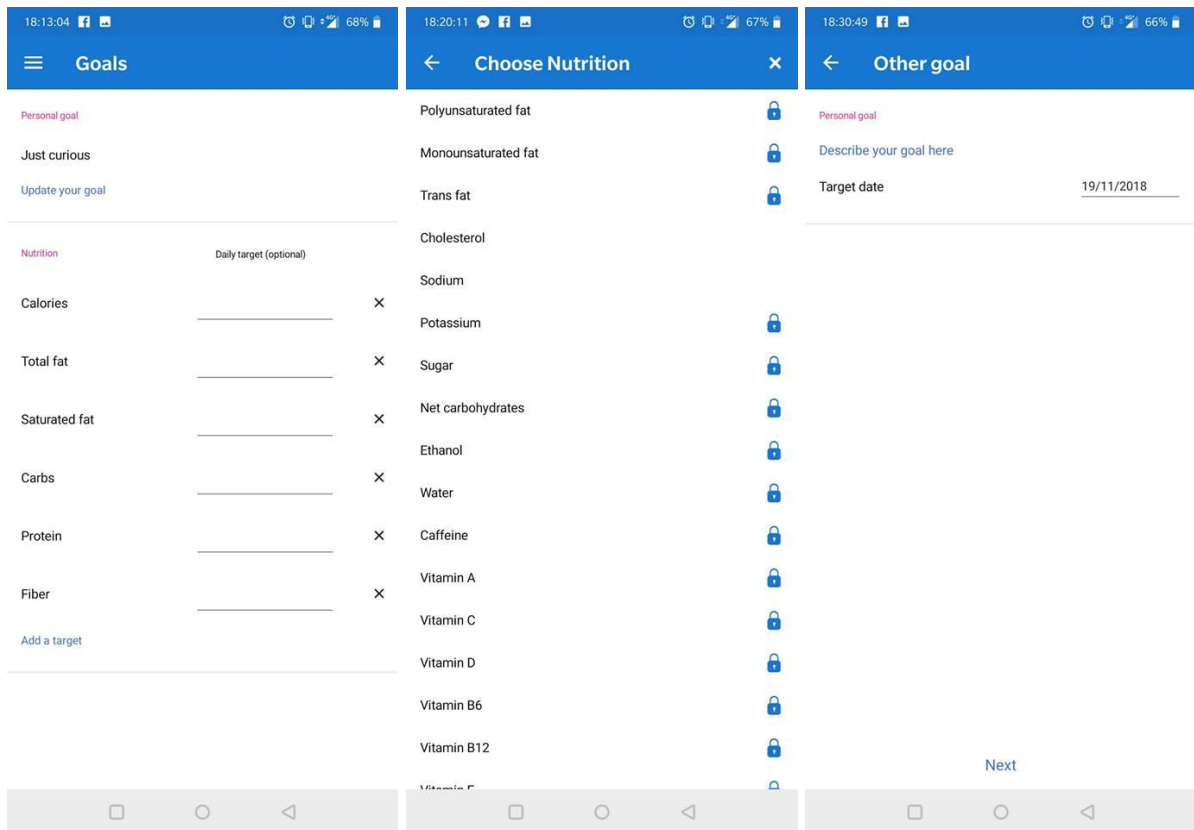 18:13:04
68%
Goals
Personal goal
Just curious
Update your goal
Nutrition Daily target (optional)
Calories
Total fat
Saturated fat
Carbs
Protein
Fiber
Add a target
18:20:11
67%
Choose Nutrition
Polyunsaturated fat
Monounsaturated fat
Trans fat
Cholesterol
Sodium
Potassium
Sugar
Net carbohydrates
Ethanol
Water
Caffeine
Vitamin A
Vitamin C
Vitamin D
Vitamin B6
Vitamin B12
18:30:49
66%
Other goal
Personal goal
Describe your goal here
Target date 19/11/2018
Next